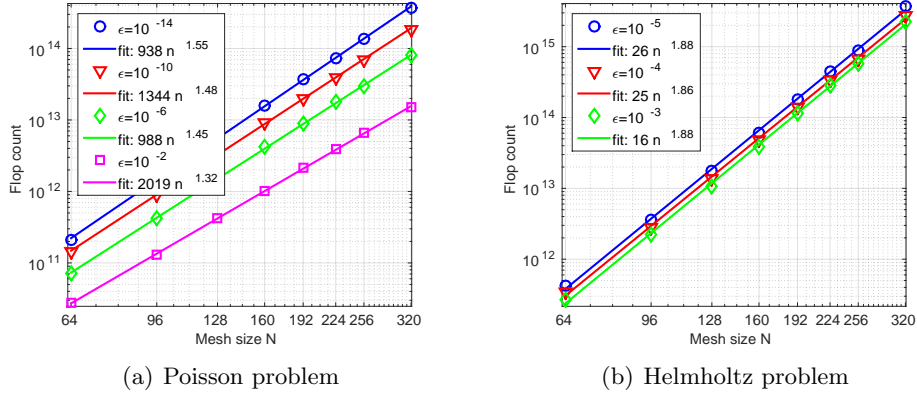 10^14
10^13
10^12
10^11
Flop count
ϵ=10^-14
fit: 938 n^1.55
ϵ=10^-10
fit: 1344 n^1.48
ϵ=10^-6
fit: 988 n^1.45
ϵ=10^-2
fit: 2019 n^1.32
64 96 128 160 192 224 256 320
Mesh size N
(a) Poisson problem
10^15
10^14
10^13
10^12
Flop count
ϵ=10^-5
fit: 26 n^1.88
ϵ=10^-4
fit: 25 n^1.86
ϵ=10^-3
fit: 16 n^1.88
64 96 128 160 192 224 256 320
Mesh size N
(b) Helmholtz problem